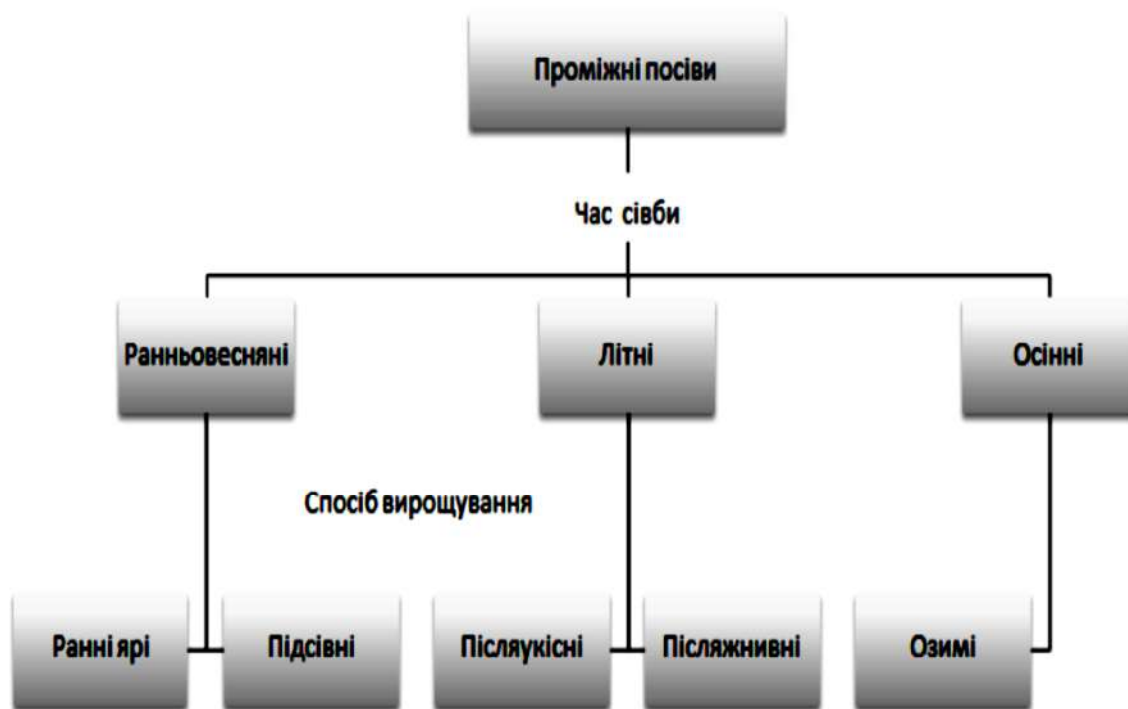 Проміжні посіви
Час сівби
Ранньовесняні
Літні
Осінні
Спосіб вирощування
Ранні ярі
Підсівні
Післяукісні
Післяжнивні
Озимі